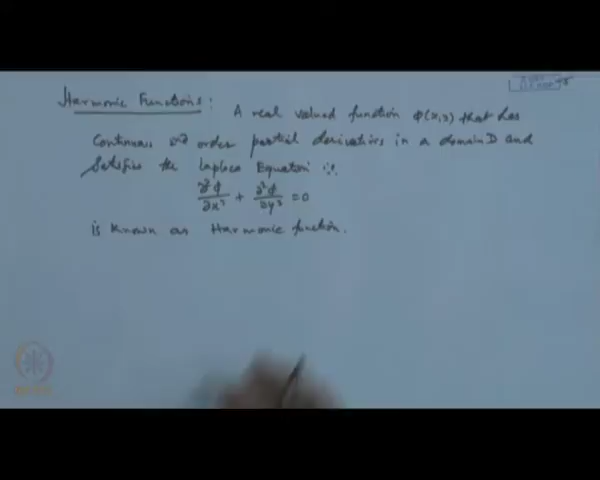 Harmonic Functions: A real valued function φ(x,y) that has
continuous 2nd order partial derivatives in a domain D and
satisfies the Laplace Equation i.e.
∂²φ/∂x² + ∂²φ/∂y² = 0
is known as Harmonic function.